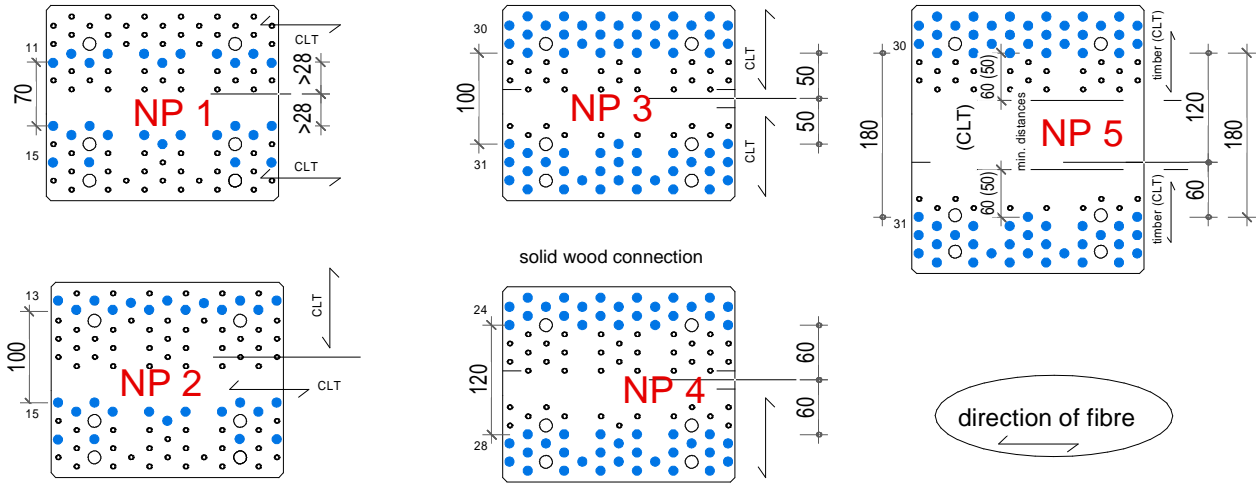 11
70
15
NP 1
CLT
>28
>28
CLT
30
100
31
NP 3
CLT
CLT
50
50
30
180
31
(CLT)
60 (50)
min. distances
60 (50)
NP 5
timber (CLT)
timber (CLT)
120
60
180
13
100
15
NP 2
CLT
CLT
solid wood connection
24
120
28
NP 4
60
60
direction of fibre